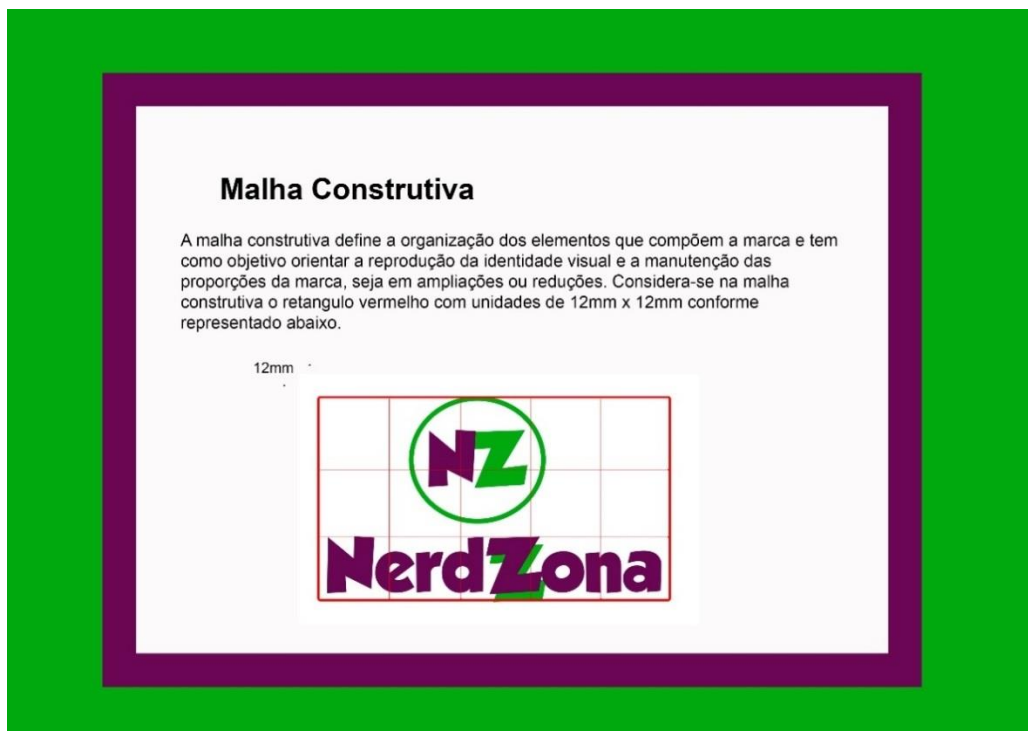 Malha Construtiva
A malha construtiva define a organização dos elementos que compõem a marca e tem
como objetivo orientar a reprodução da identidade visual e a manutenção das
proporções da marca, seja em ampliações ou reduções. Considera-se na malha
construtiva o retangulo vermelho com unidades de 12mm x 12mm conforme
representado abaixo.
12mm
NZ
NerdZona